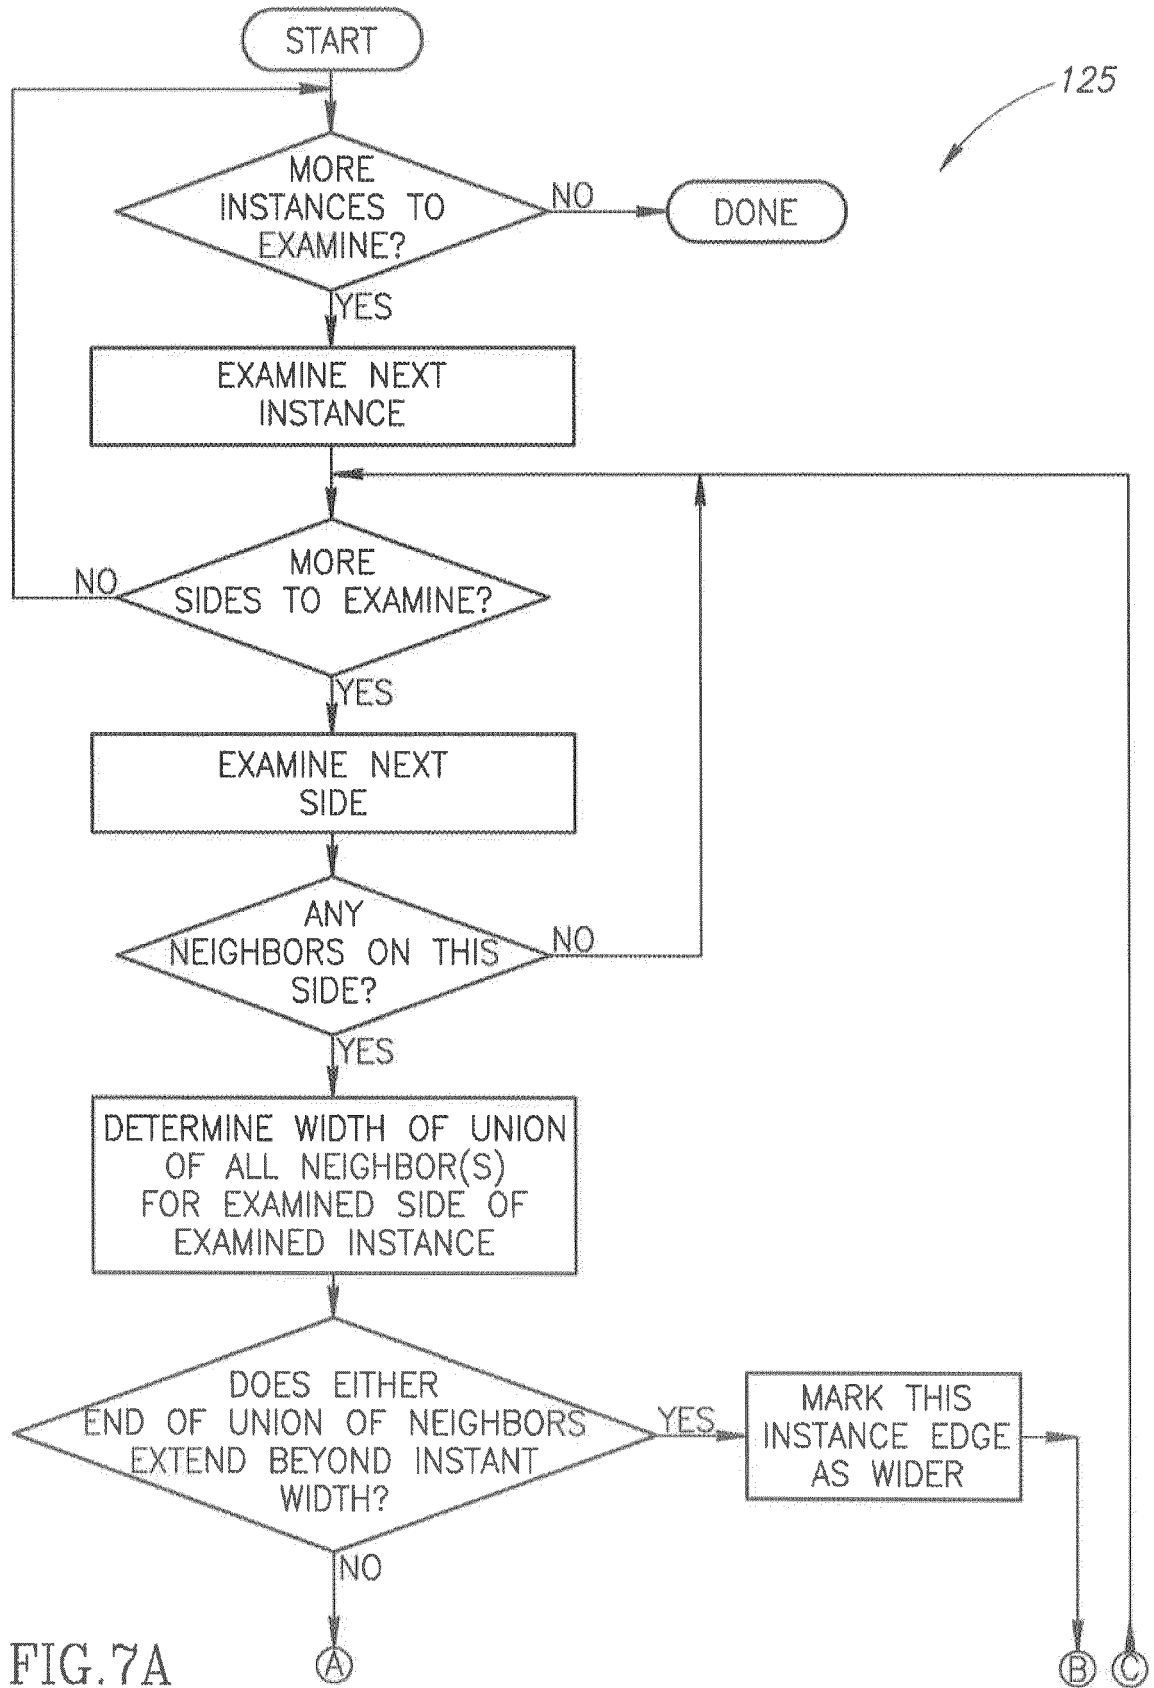 START
125
MORE
INSTANCES TO
EXAMINE?
NO
DONE
YES
EXAMINE NEXT
INSTANCE
MORE
SIDES TO EXAMINE?
NO
YES
EXAMINE NEXT
SIDE
ANY
NEIGHBORS ON THIS
SIDE?
NO
YES
DETERMINE WIDTH OF UNION
OF ALL NEIGHBOR(S)
FOR EXAMINED SIDE OF
EXAMINED INSTANCE
DOES EITHER
END OF UNION OF NEIGHBORS
EXTEND BEYOND INSTANT
WIDTH?
YES
MARK THIS
INSTANCE EDGE
AS WIDER
NO
A
B
C
FIG.7A